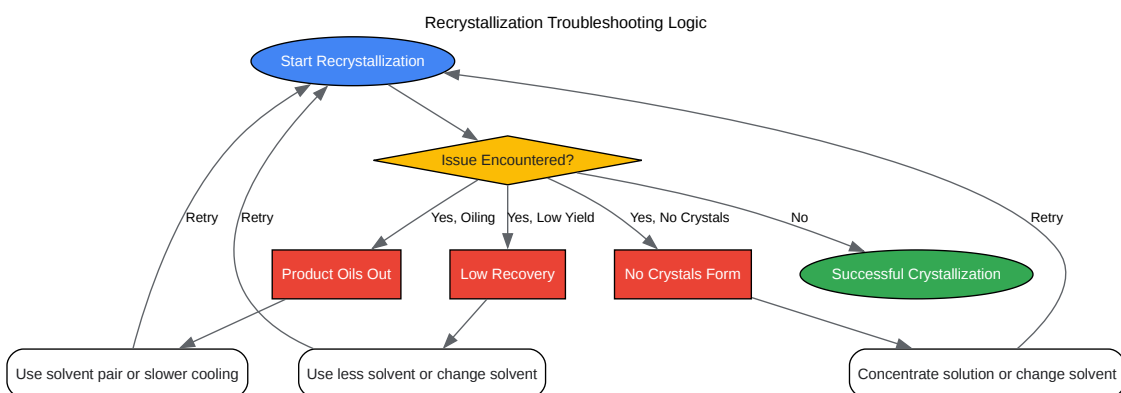 Recrystallization Troubleshooting Logic
Start Recrystallization
Issue Encountered?
Retry
Retry
Yes, Oiling
Yes, Low Yield
Yes, No Crystals
No
Retry
Product Oils Out
Low Recovery
No Crystals Form
Successful Crystallization
Use solvent pair or slower cooling
Use less solvent or change solvent
Concentrate solution or change solvent